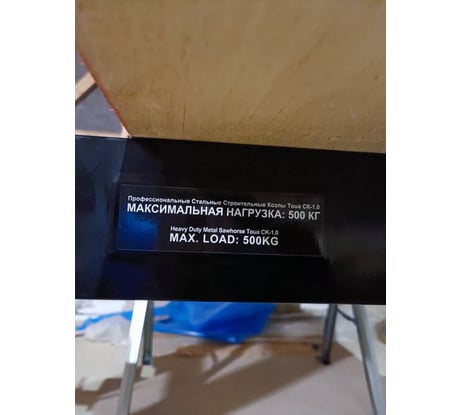 Профессиональные Стальные Строительные Козлы Toua СК-1.0
МАКСИМАЛЬНАЯ НАГРУЗКА: 500 КГ
Heavy Duty Metal Sawhorse Toua CK-1.0
MAX. LOAD: 500KG